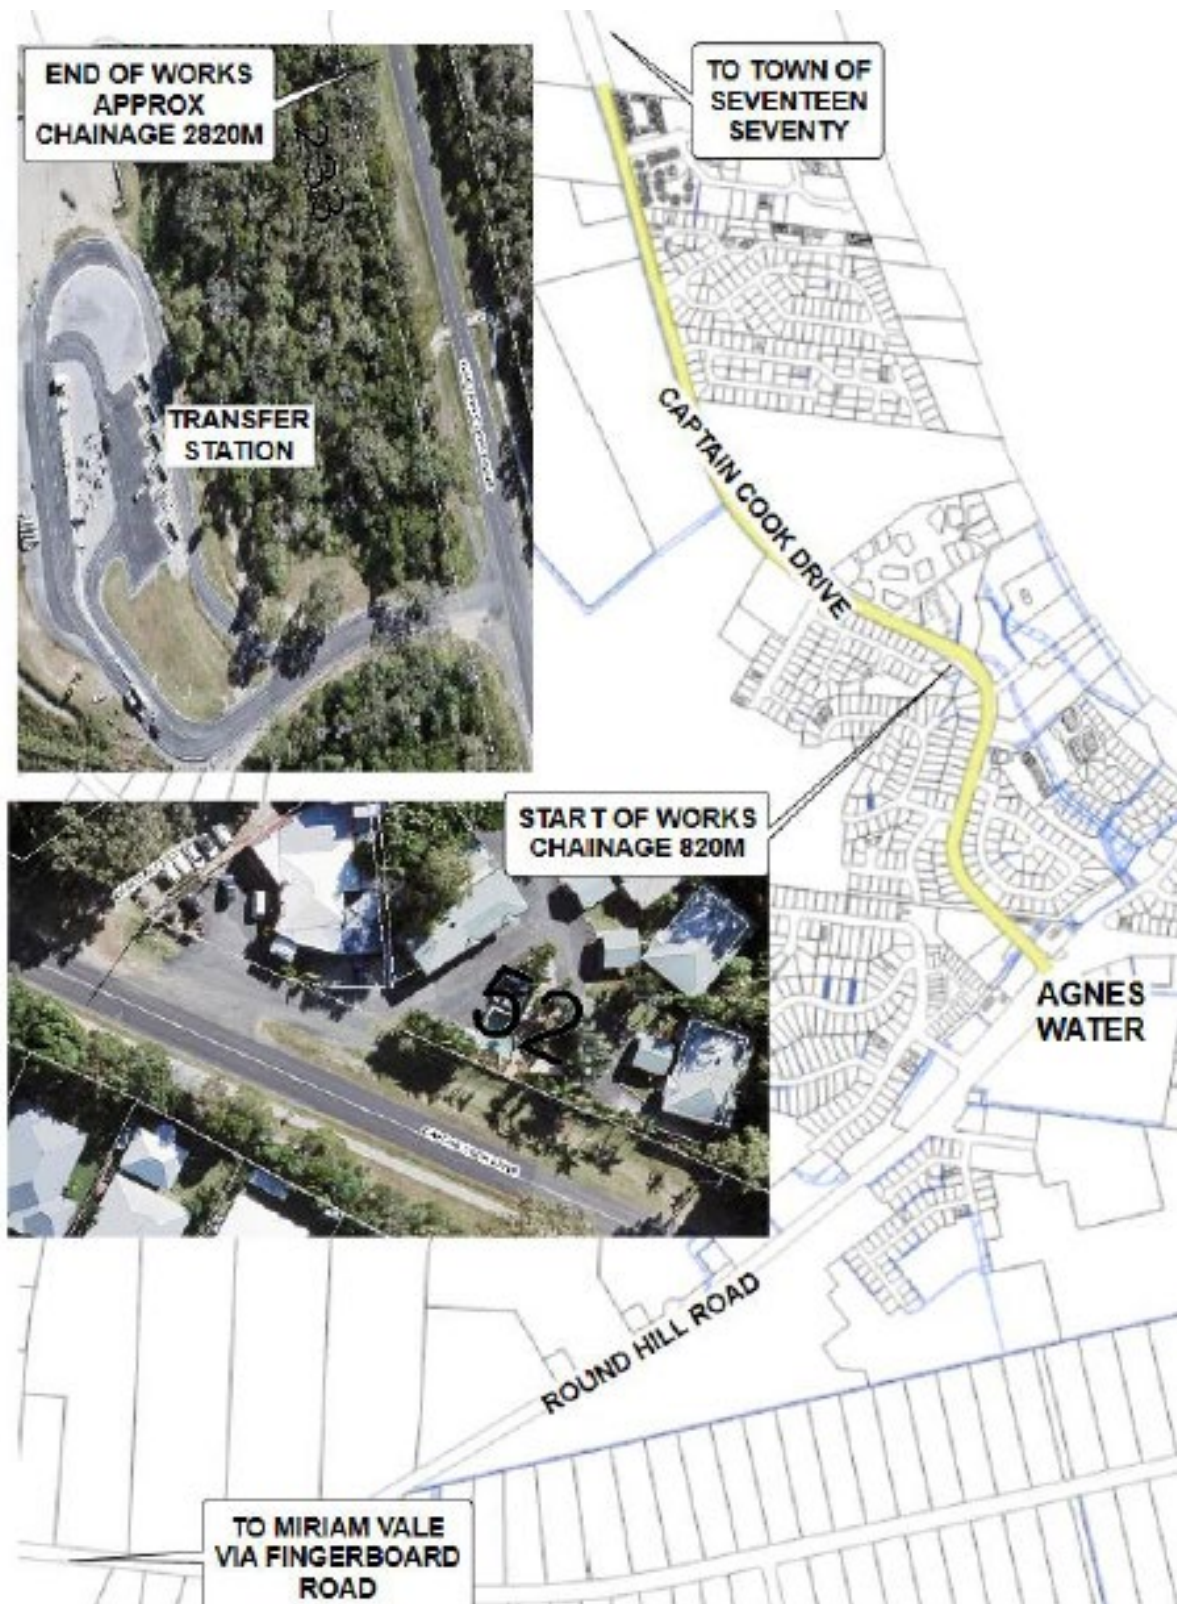 END OF WORKS
APPROX
CHAINAGE 2820M
TO TOWN OF
SEVENTEEN
SEVENTY
233
TRANSFER
STATION
CAPTAIN COOK DRIVE
START OF WORKS
CHAINAGE 820M
52
AGNES
WATER
ROUND HILL ROAD
TO MIRIAM VALE
VIA FINGERBOARD
ROAD